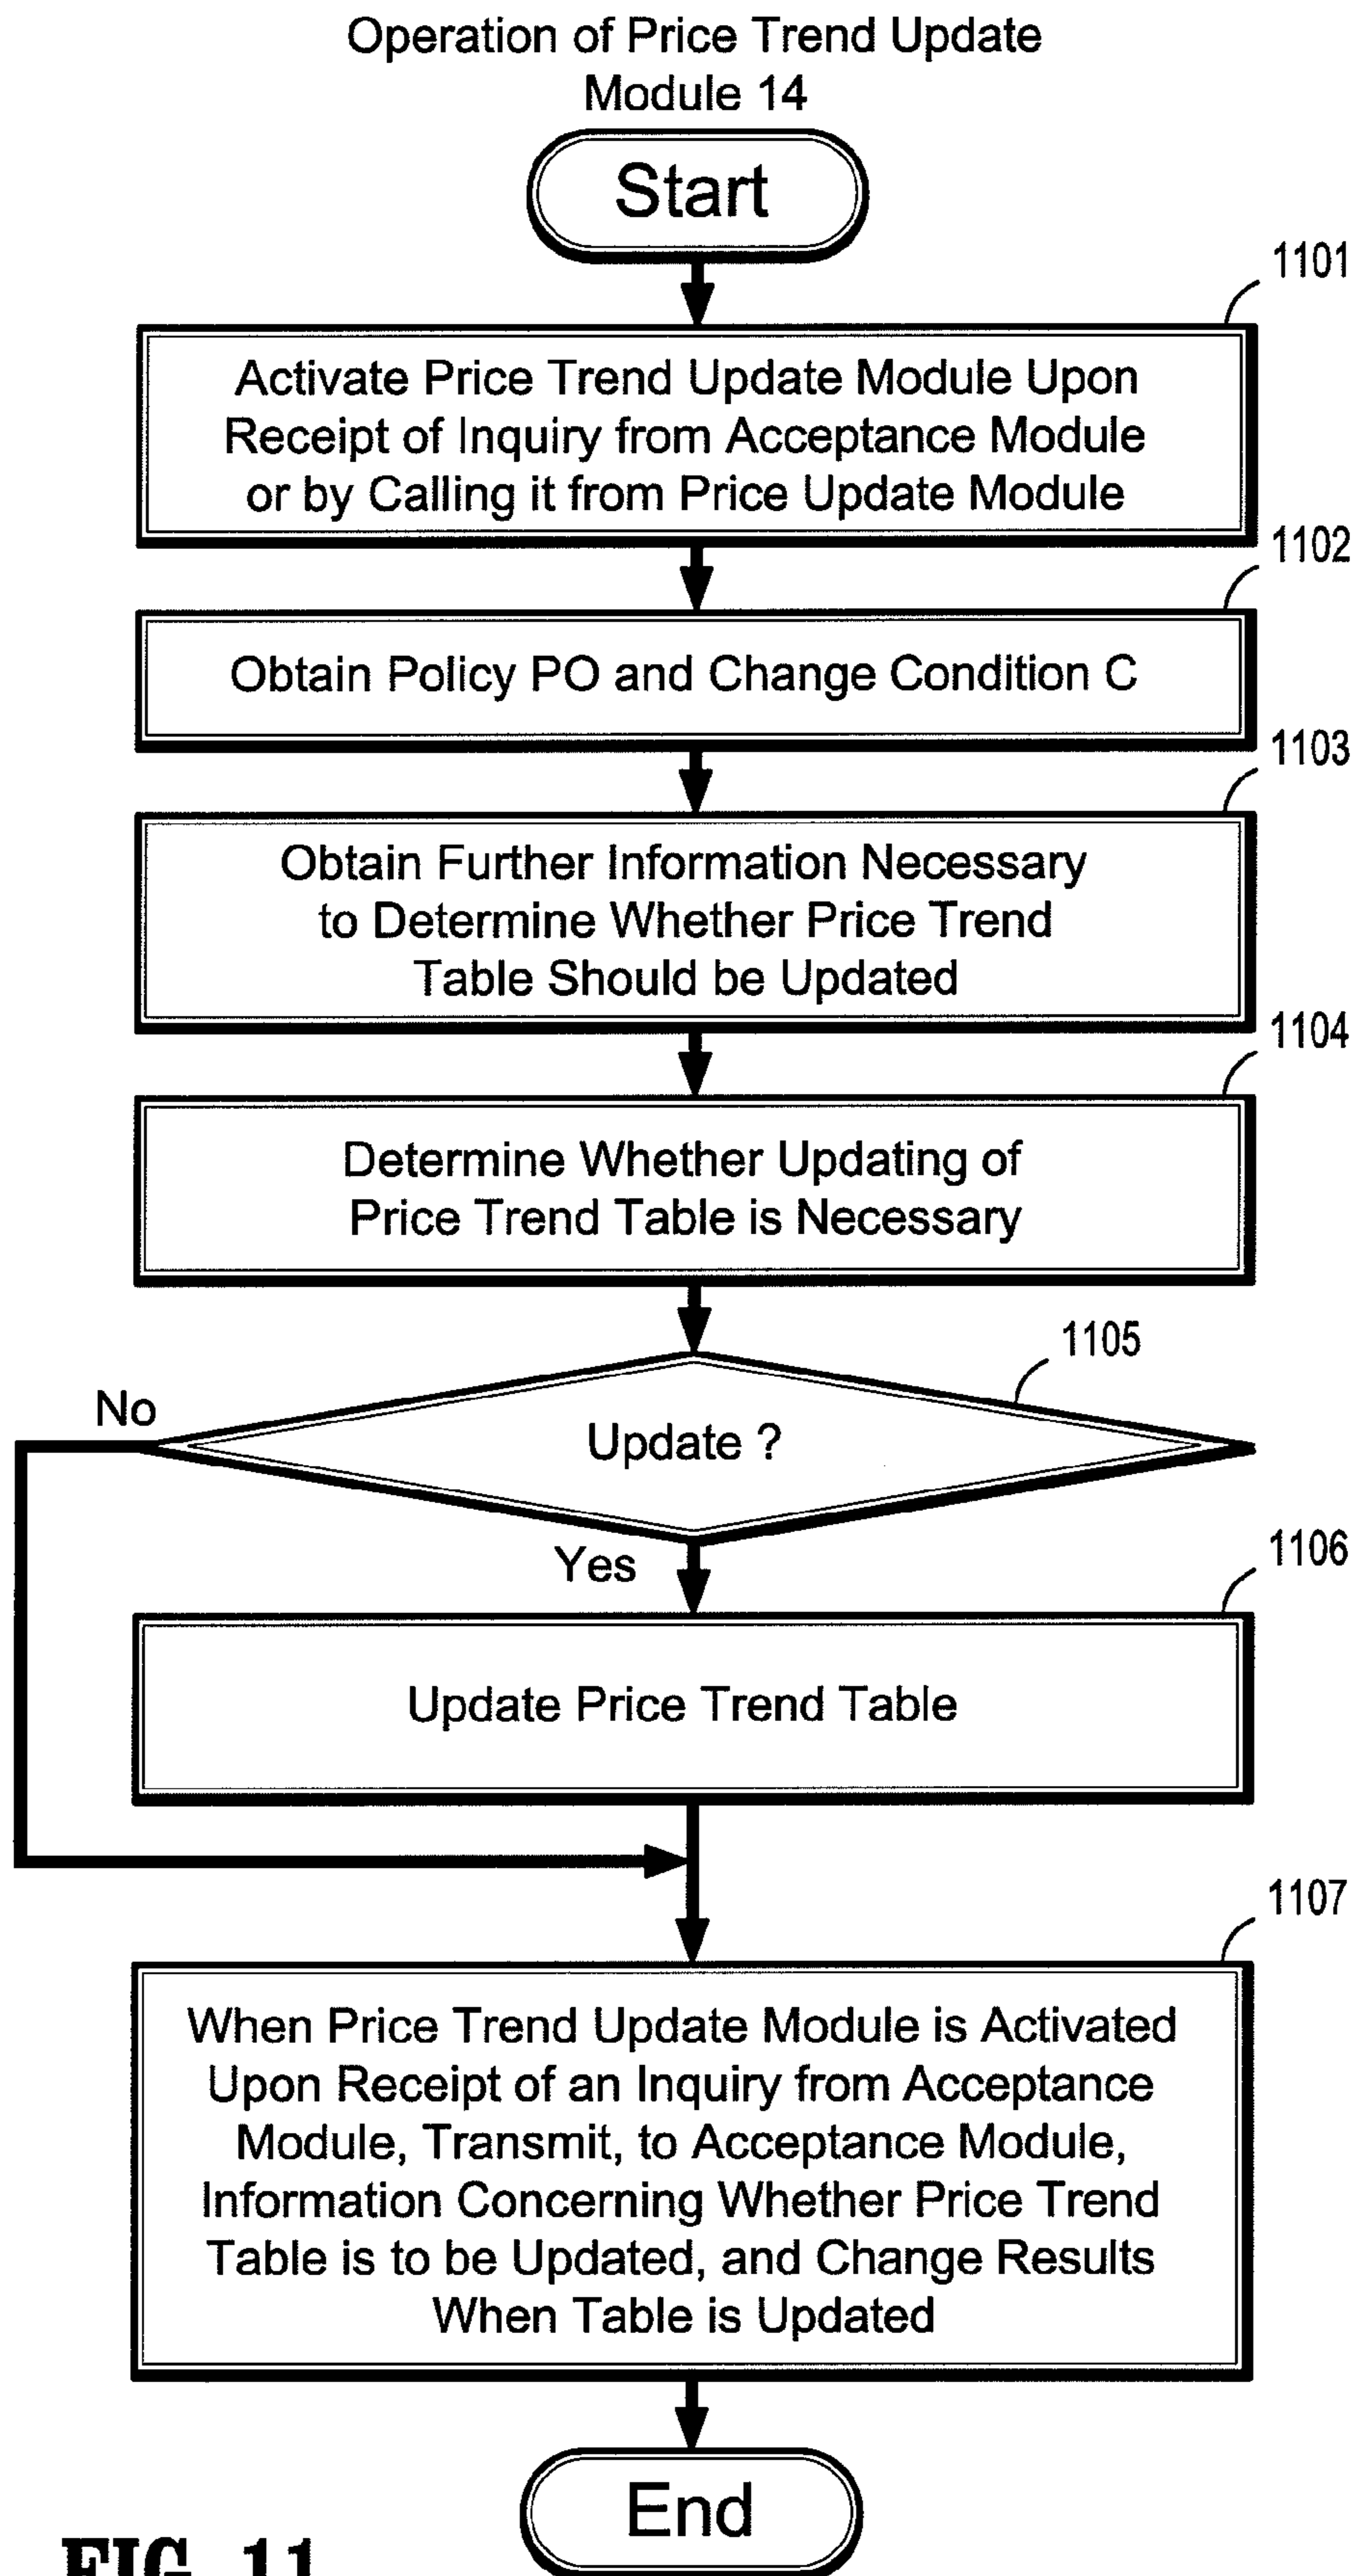 Operation of Price Trend Update
Module 14
Start
1101
Activate Price Trend Update Module Upon
Receipt of Inquiry from Acceptance Module
or by Calling it from Price Update Module
1102
Obtain Policy PO and Change Condition C
1103
Obtain Further Information Necessary
to Determine Whether Price Trend
Table Should be Updated
1104
Determine Whether Updating of
Price Trend Table is Necessary
1105
No
Update ?
Yes
1106
Update Price Trend Table
1107
When Price Trend Update Module is Activated
Upon Receipt of an Inquiry from Acceptance
Module, Transmit, to Acceptance Module,
Information Concerning Whether Price Trend
Table is to be Updated, and Change Results
When Table is Updated
End
FIG. 11